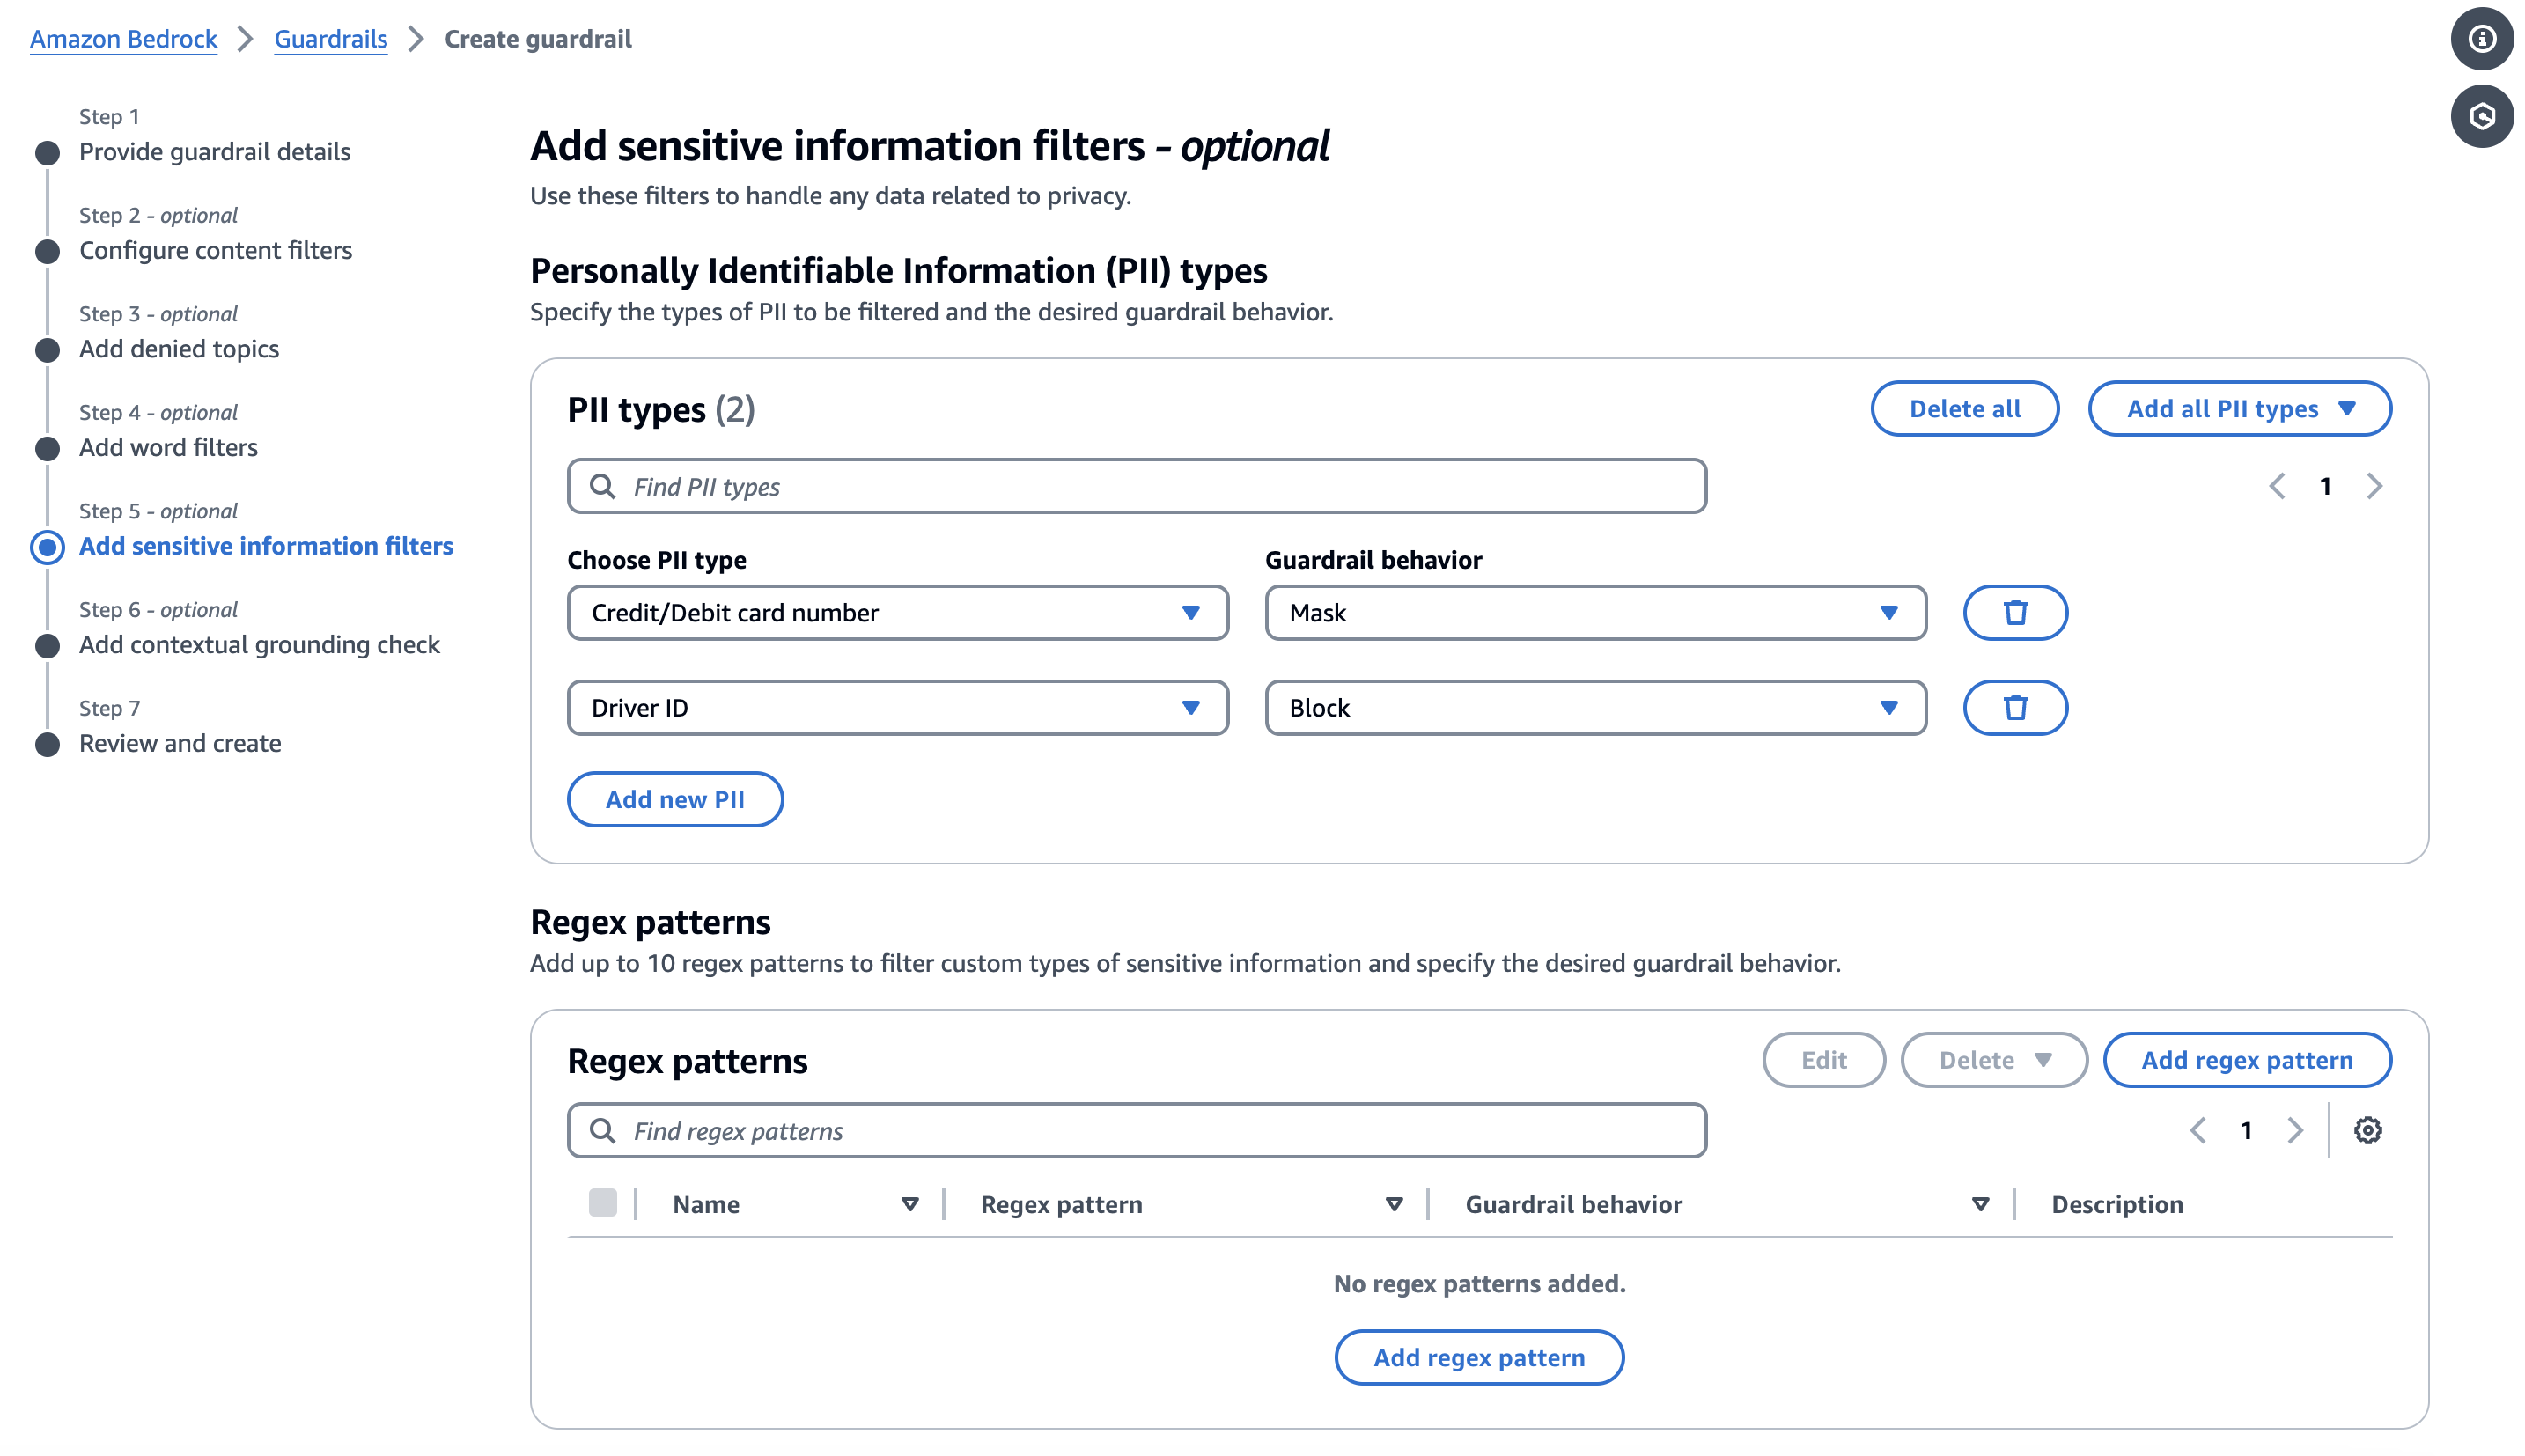 Amazon Bedrock > Guardrails > Create guardrail
Step 1
Provide guardrail details
Step 2 - optional
Configure content filters
Step 3 - optional
Add denied topics
Step 4 - optional
Add word filters
Step 5 - optional
Add sensitive information filters
Step 6 - optional
Add contextual grounding check
Step 7
Review and create
Add sensitive information filters - optional
Use these filters to handle any data related to privacy.
Personally Identifiable Information (PII) types
Specify the types of PII to be filtered and the desired guardrail behavior.
PII types (2)
Delete all
Add all PII types
Find PII types
1
Choose PII type
Guardrail behavior
Credit/Debit card number
Mask
Driver ID
Block
Add new PII
Regex patterns
Add up to 10 regex patterns to filter custom types of sensitive information and specify the desired guardrail behavior.
Regex patterns
Edit
Delete
Add regex pattern
Find regex patterns
1
Name
Regex pattern
Guardrail behavior
Description
No regex patterns added.
Add regex pattern